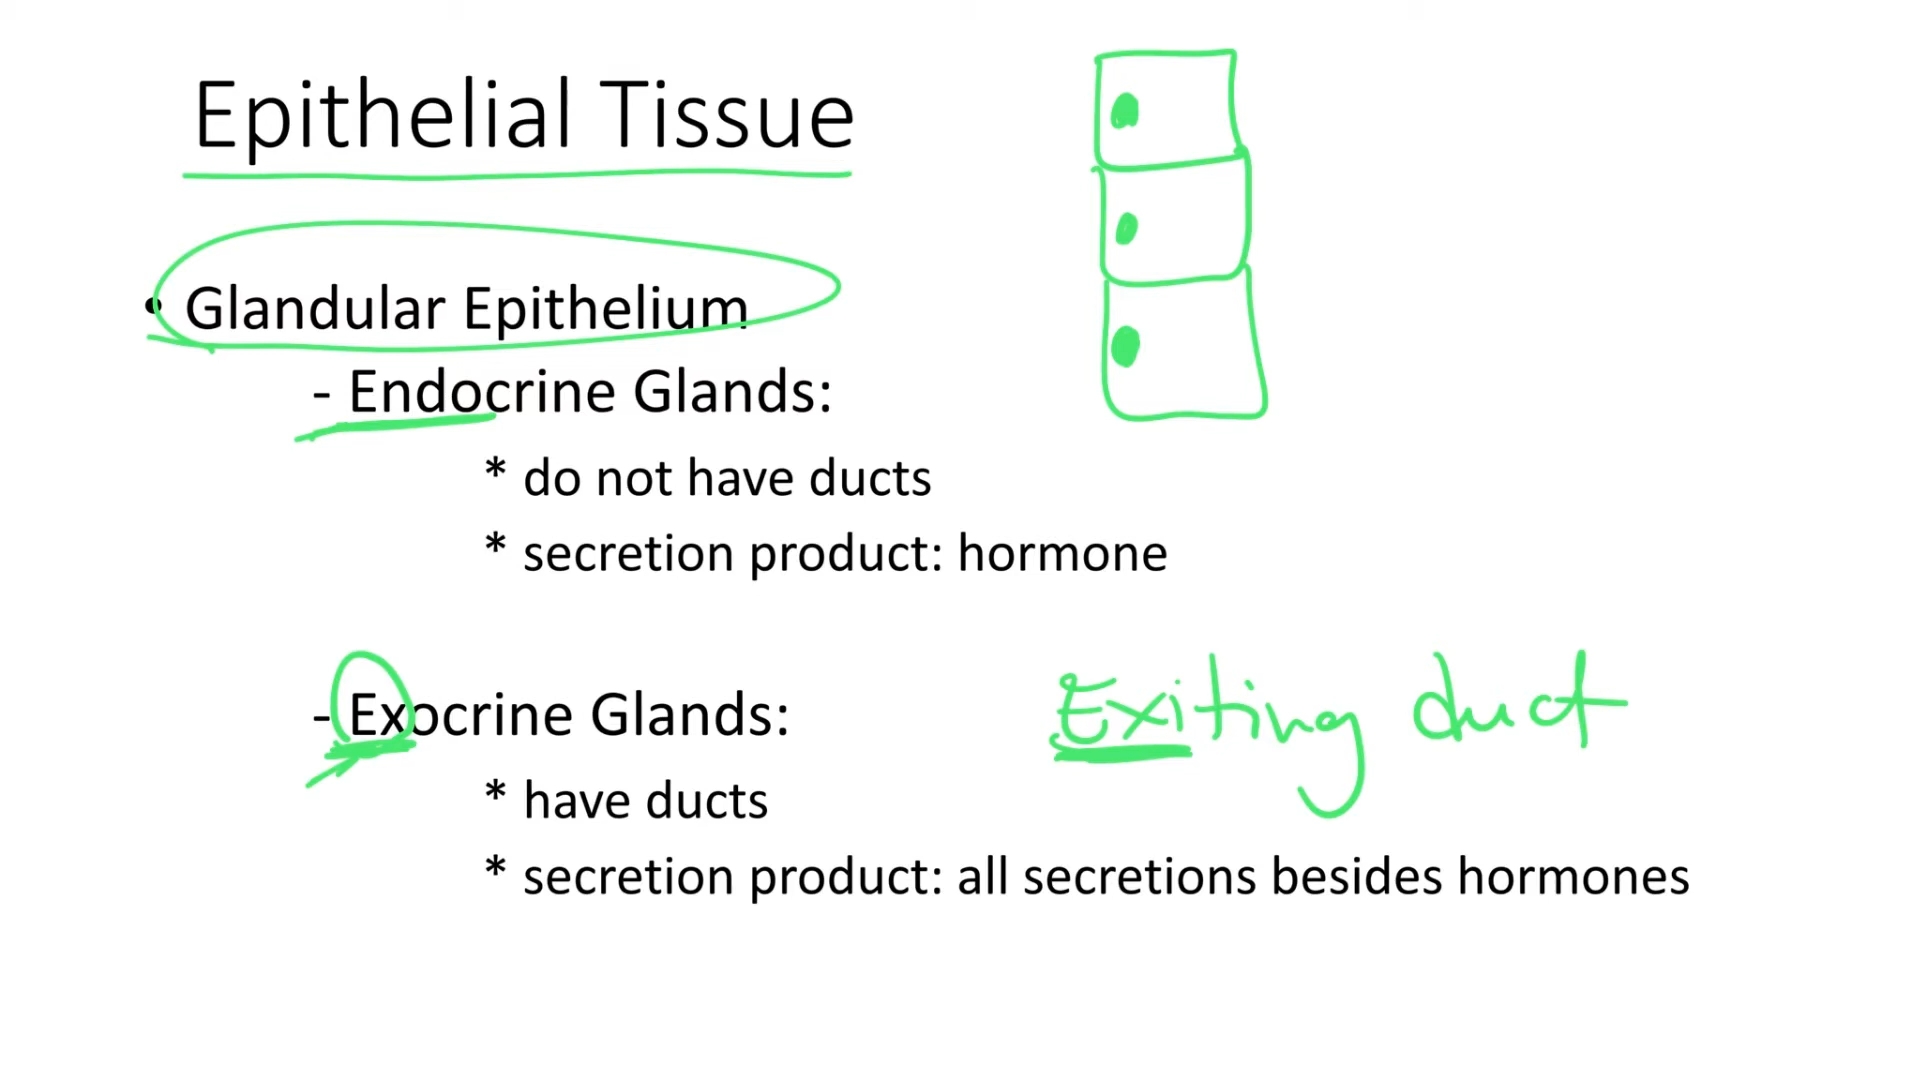 Epithelial Tissue
• Glandular Epithelium
- Endocrine Glands:
* do not have ducts
* secretion product: hormone
- Exocrine Glands:
Exiting duct
* have ducts
* secretion product: all secretions besides hormones